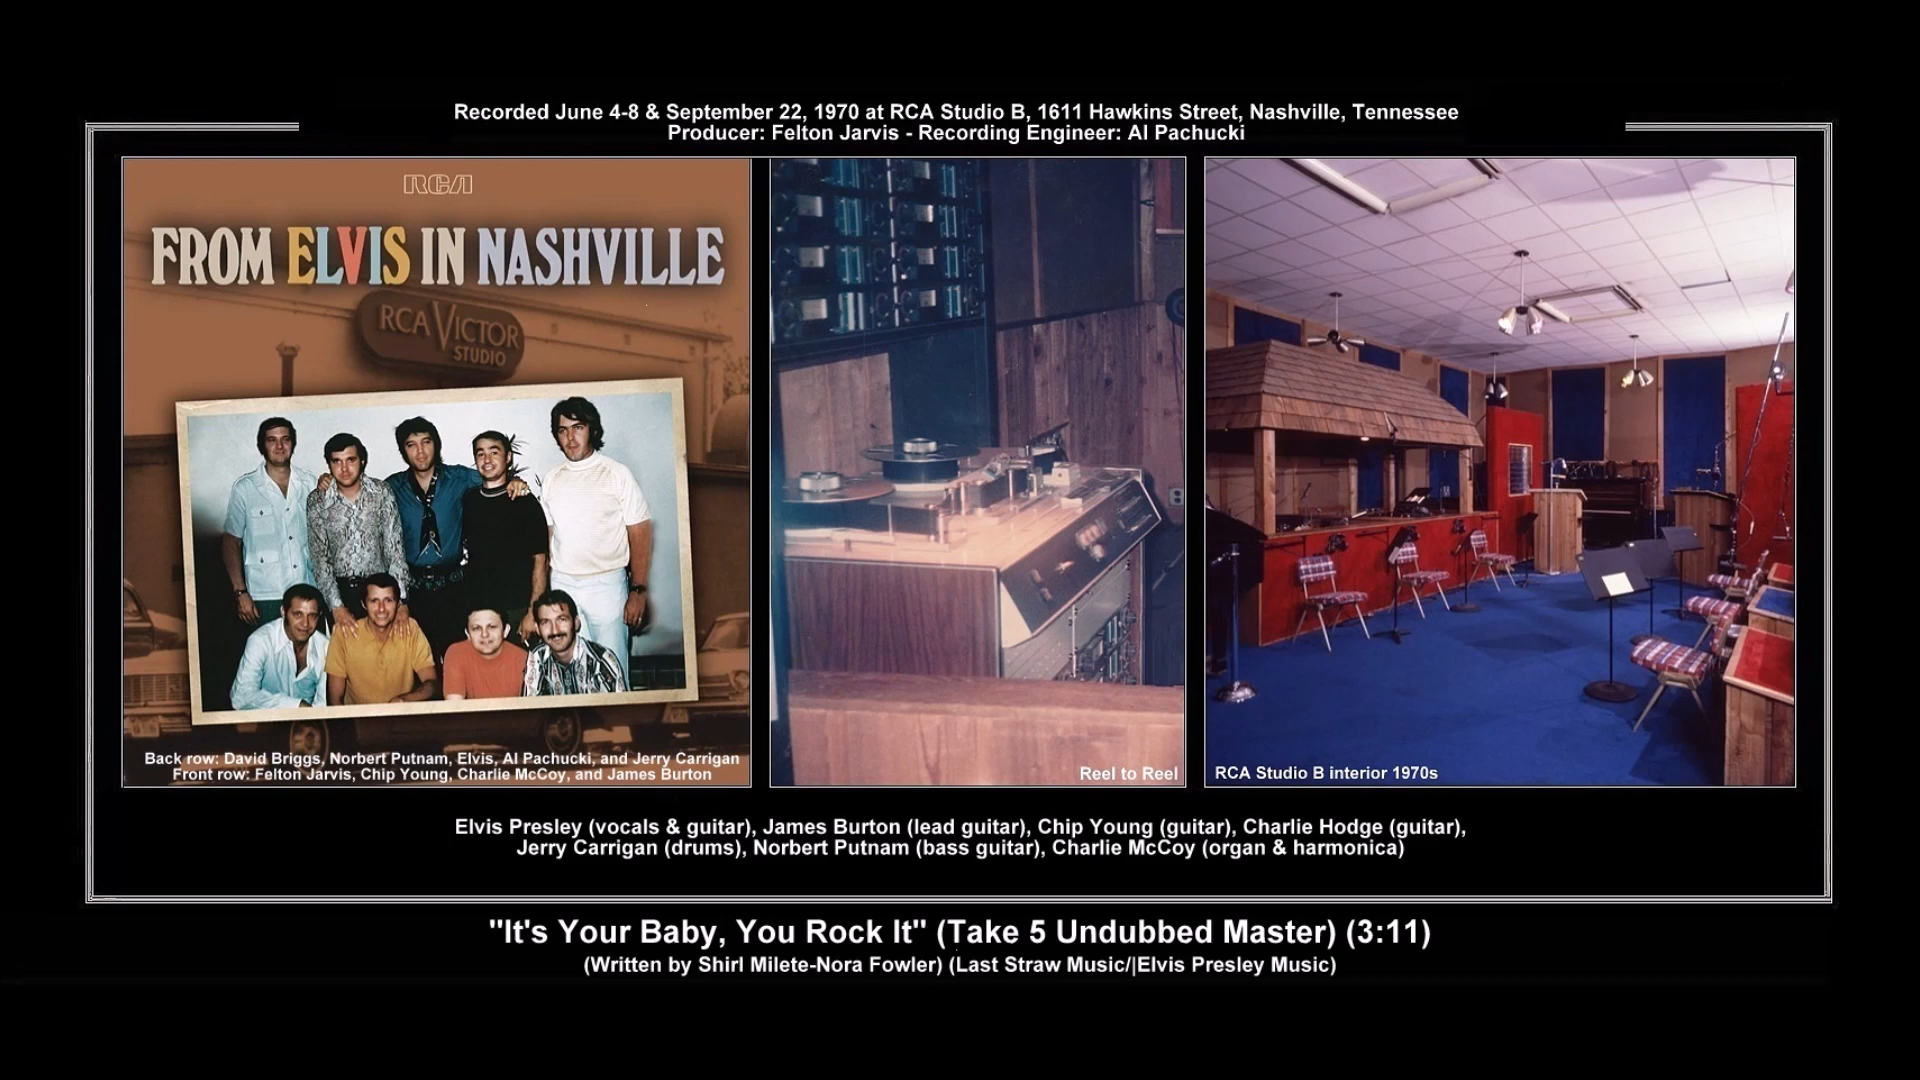 Recorded June 4-8 & September 22, 1970 at RCA Studio B, 1611 Hawkins Street, Nashville, Tennessee
Producer: Felton Jarvis - Recording Engineer: Al Pachucki
RCA
FROM ELVIS IN NASHVILLE
RCA VICTOR
STUDIO
Back row: David Briggs, Norbert Putnam, Elvis, Al Pachucki, and Jerry Carrigan
Front row: Felton Jarvis, Chip Young, Charlie McCoy, and James Burton
Reel to Reel
RCA Studio B interior 1970s
Elvis Presley (vocals & guitar), James Burton (lead guitar), Chip Young (guitar), Charlie Hodge (guitar),
Jerry Carrigan (drums), Norbert Putnam (bass guitar), Charlie McCoy (organ & harmonica)
"It's Your Baby, You Rock It" (Take 5 Undubbed Master) (3:11)
(Written by Shirl Milete-Nora Fowler) (Last Straw Music/|Elvis Presley Music)